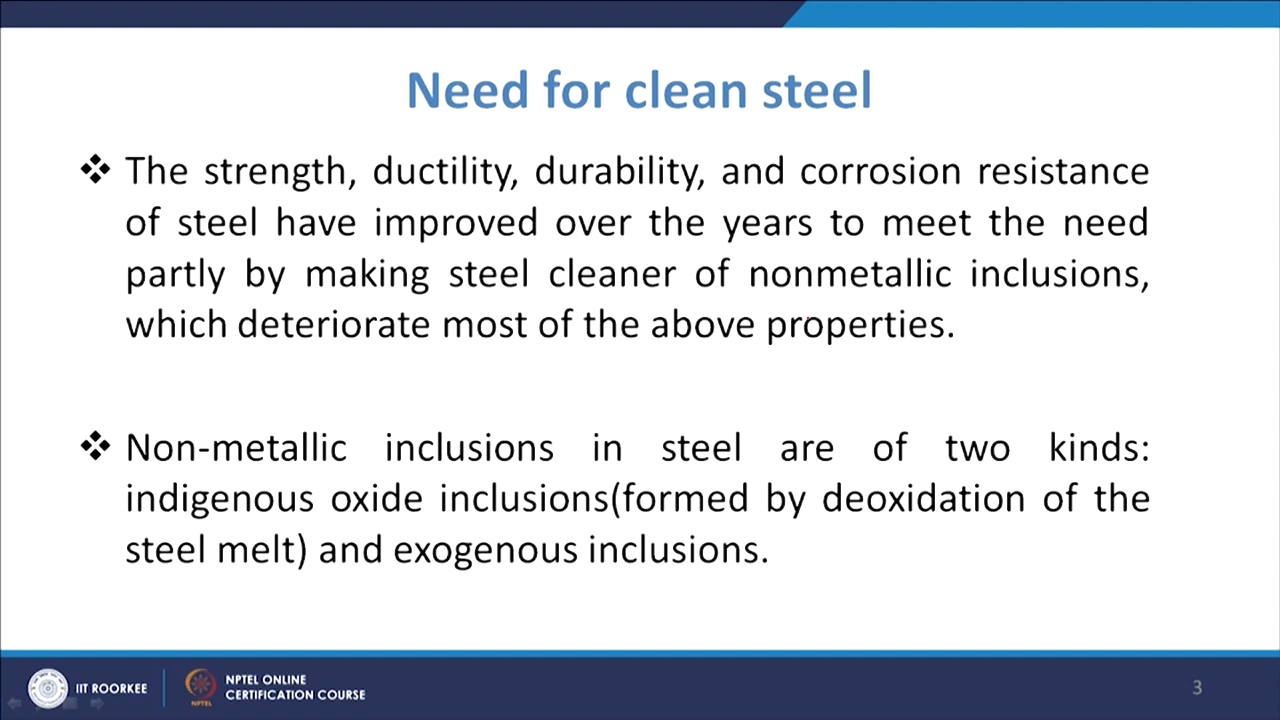 Need for clean steel
❖ The strength, ductility, durability, and corrosion resistance
of steel have improved over the years to meet the need
partly by making steel cleaner of nonmetallic inclusions,
which deteriorate most of the above properties.
❖ Non-metallic inclusions in steel are of two kinds:
indigenous oxide inclusions(formed by deoxidation of the
steel melt) and exogenous inclusions.
IIT ROORKEE
NPTEL
NPTEL ONLINE
CERTIFICATION COURSE
3